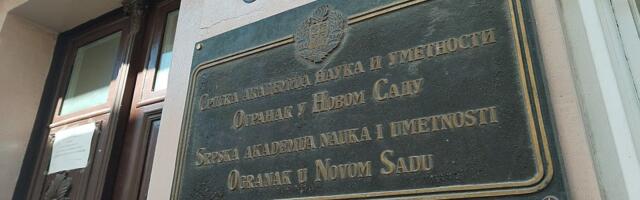 Српска академија наука и уметности
Огранак у Новом Саду
Srpska akademija nauka i umetnosti
Ogranak u Novom Sadu